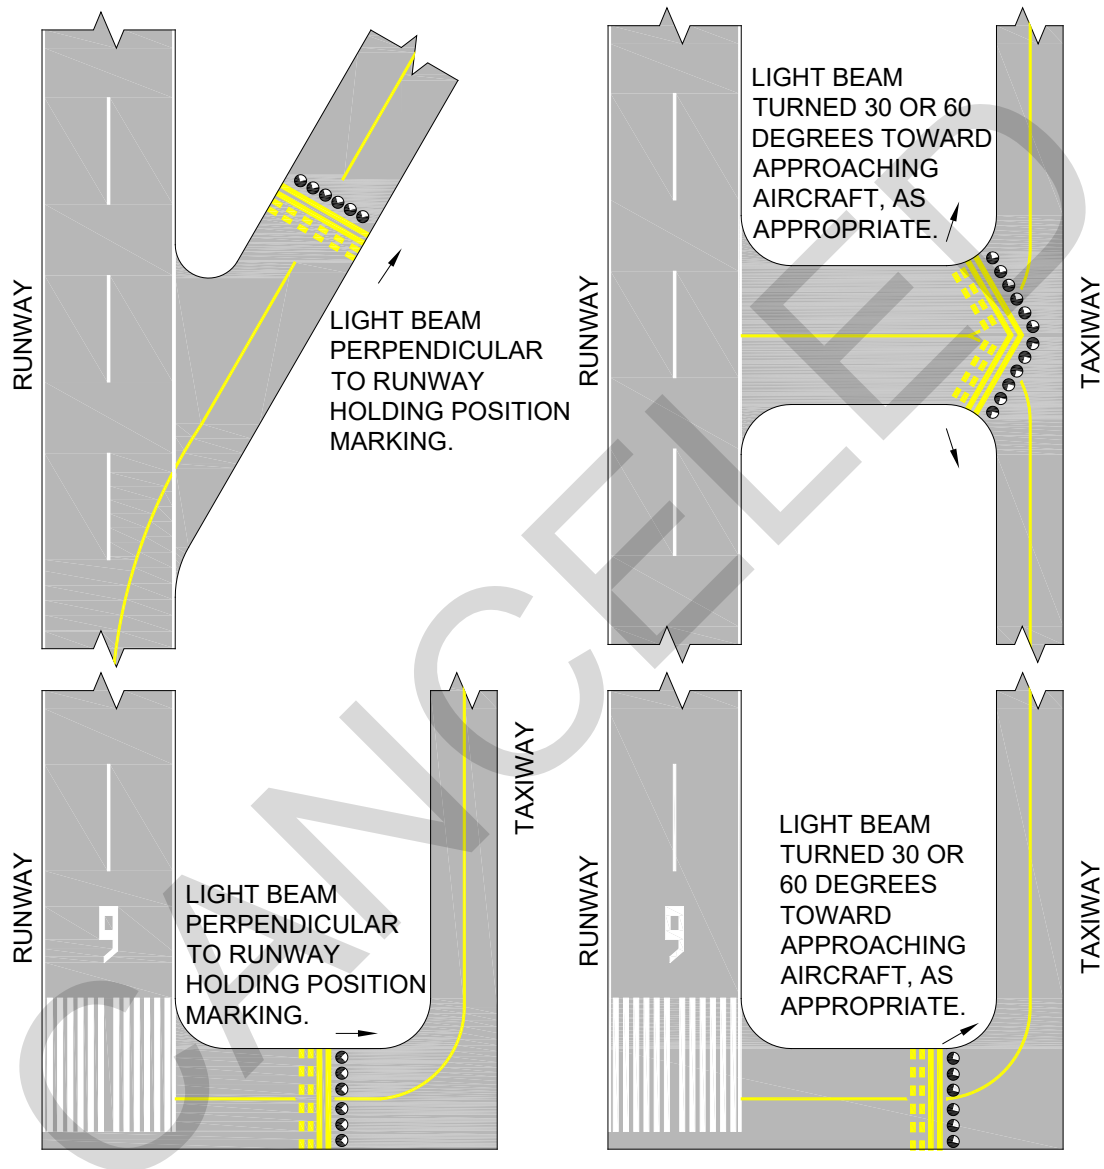 LIGHT BEAM
TURNED 30 OR 60
DEGREES TOWARD
APPROACHING
AIRCRAFT, AS
APPROPRIATE.
RUNWAY
LIGHT BEAM
PERPENDICULAR
TO RUNWAY
HOLDING POSITION
MARKING.
RUNWAY
TAXIWAY
TAXIWAY
RUNWAY
9
LIGHT BEAM
PERPENDICULAR
TO RUNWAY
HOLDING POSITION
MARKING.
RUNWAY
9
LIGHT BEAM
TURNED 30 OR
60 DEGREES
TOWARD
APPROACHING
AIRCRAFT, AS
APPROPRIATE.
TAXIWAY
CANCELED